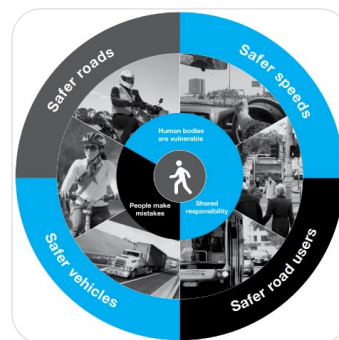 Safer roads
Safer speeds
Human bodies
are vulnerable
People make
mistakes
Shared
responsibility
Safer vehicles
Safer road users